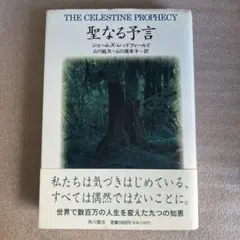 THE CELESTINE PROPHECY
聖なる予言
ジェームズ・レッドフィールド
山川紘矢・山川亜希子=訳
私たちは気づきはじめている、
すべては偶然ではないことに。
世界で数百万の人生を変えた九つの知恵
角川書店